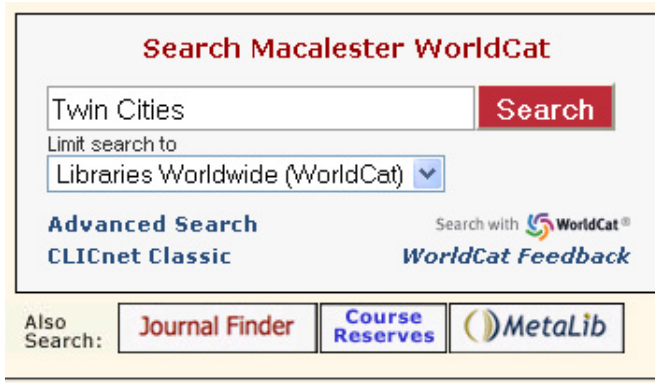 Search Macalester WorldCat
Twin Cities Search
Limit search to
Libraries Worldwide (WorldCat)
Advanced Search Search with WorldCat®
CLICnet Classic WorldCat Feedback
Also Search: Journal Finder Course Reserves MetaLib